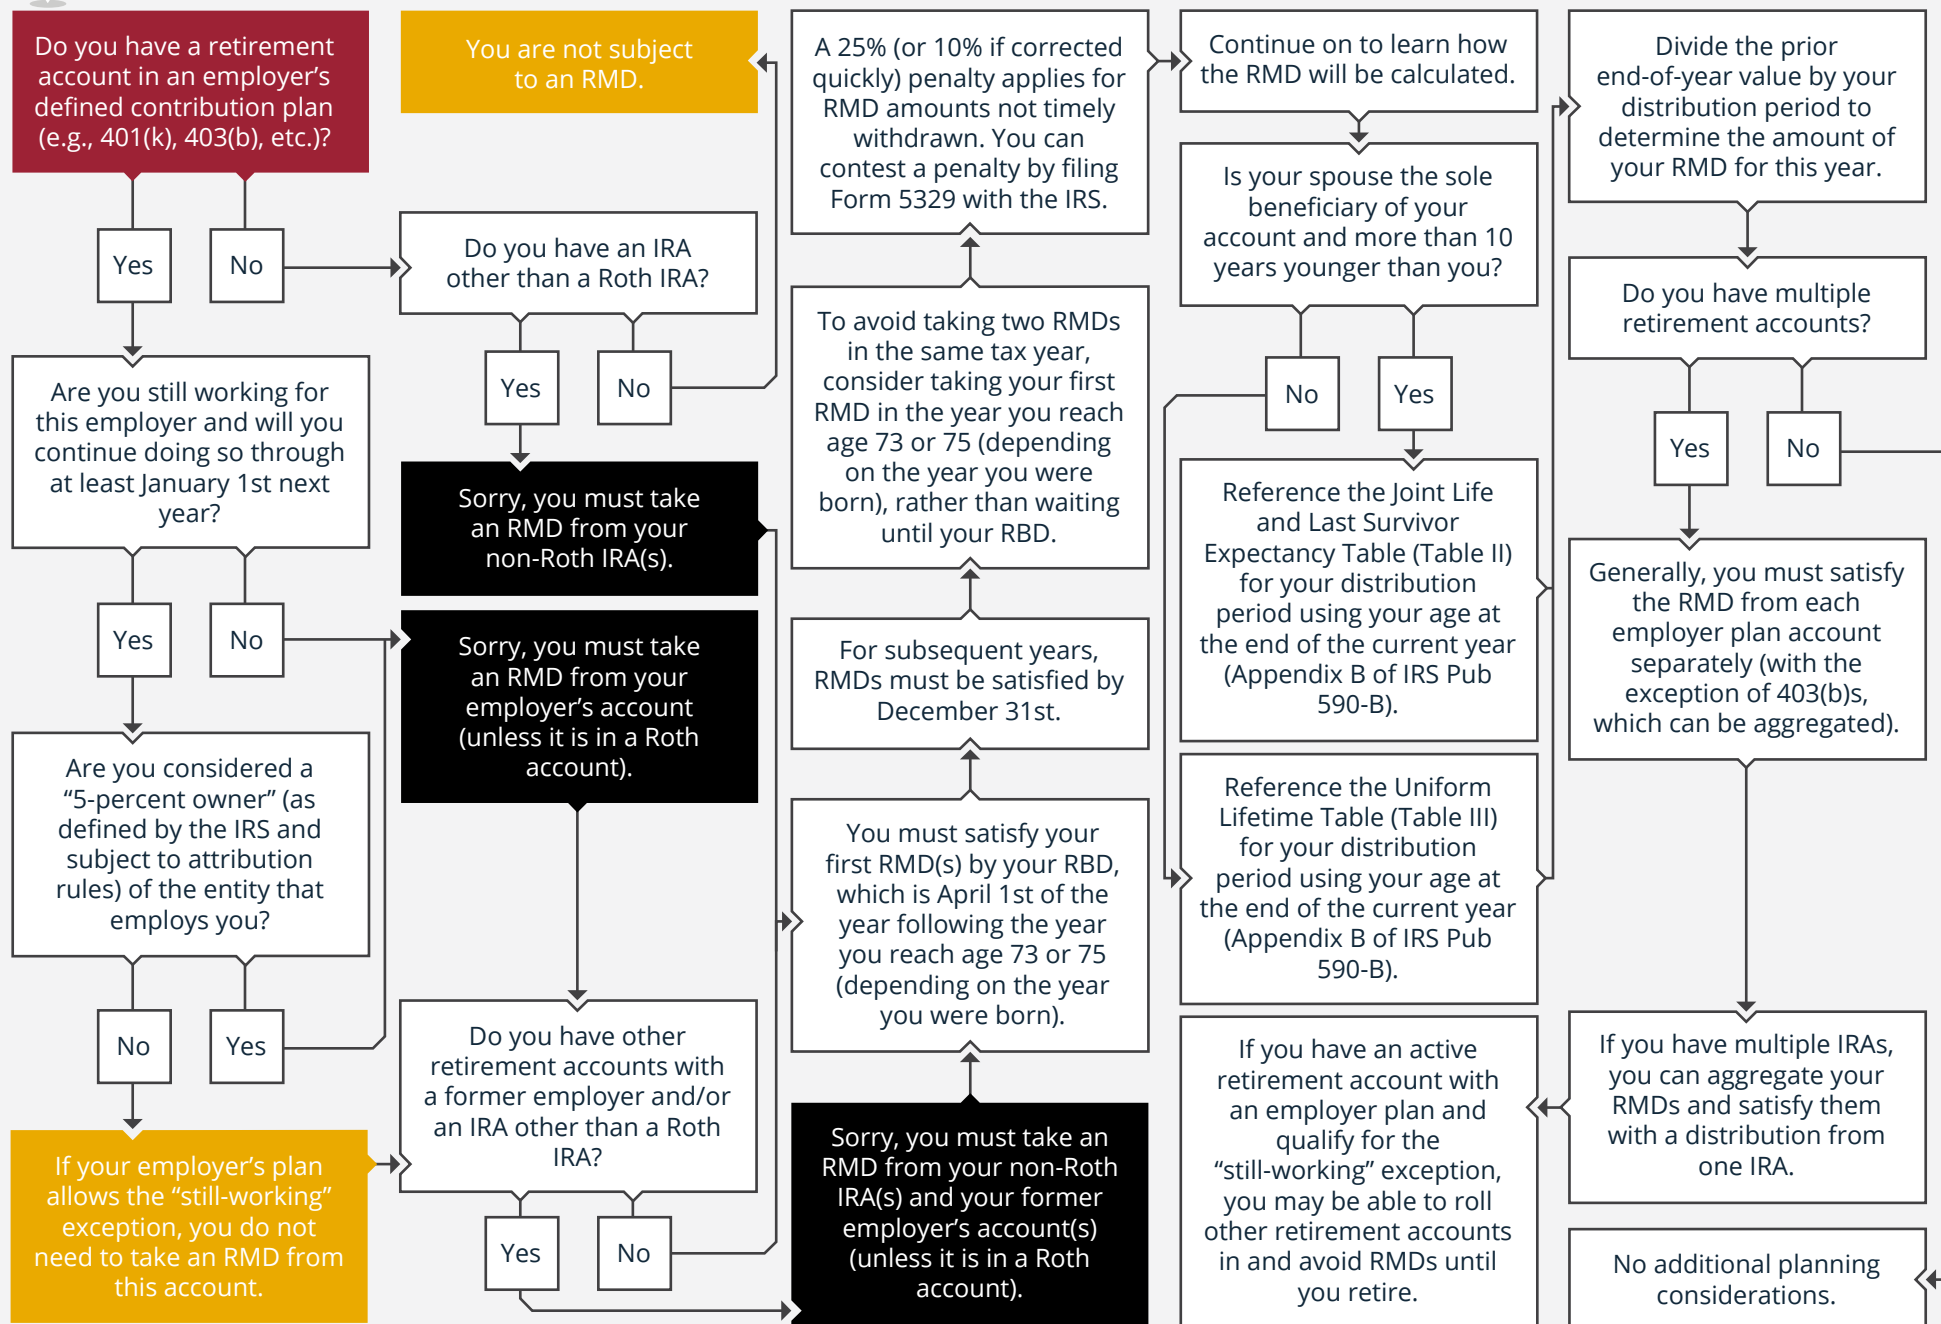 Do you have a retirement
account in an employer’s
defined contribution plan
(e.g., 401(k), 403(b), etc.)?
Yes
No
Are you still working for
this employer and will you
continue doing so through
at least January 1st next
year?
Yes
No
Are you considered a
“5-percent owner” (as
defined by the IRS and
subject to attribution
rules) of the entity that
employs you?
No
Yes
If your employer’s plan
allows the “still-working”
exception, you do not
need to take an RMD from
this account.
You are not subject
to an RMD.
Do you have an IRA
other than a Roth IRA?
Yes
No
Sorry, you must take
an RMD from your
non-Roth IRA(s).
Sorry, you must take
an RMD from your
employer’s account
(unless it is in a Roth
account).
Do you have other
retirement accounts with
a former employer and/or
an IRA other than a Roth
IRA?
Yes
No
A 25% (or 10% if corrected
quickly) penalty applies for
RMD amounts not timely
withdrawn. You can
contest a penalty by filing
Form 5329 with the IRS.
To avoid taking two RMDs
in the same tax year,
consider taking your first
RMD in the year you reach
age 73 or 75 (depending
on the year you were
born), rather than waiting
until your RBD.
For subsequent years,
RMDs must be satisfied by
December 31st.
You must satisfy your
first RMD(s) by your RBD,
which is April 1st of the
year following the year
you reach age 73 or 75
(depending on the year
you were born).
Sorry, you must take an
RMD from your non-Roth
IRA(s) and your former
employer’s account(s)
(unless it is in a Roth
account).
Continue on to learn how
the RMD will be calculated.
Is your spouse the sole
beneficiary of your
account and more than 10
years younger than you?
No
Yes
Reference the Joint Life
and Last Survivor
Expectancy Table (Table II)
for your distribution
period using your age at
the end of the current year
(Appendix B of IRS Pub
590-B).
Reference the Uniform
Lifetime Table (Table III)
for your distribution
period using your age at
the end of the current year
(Appendix B of IRS Pub
590-B).
If you have an active
retirement account with
an employer plan and
qualify for the
“still-working” exception,
you may be able to roll
other retirement accounts
in and avoid RMDs until
you retire.
Divide the prior
end-of-year value by your
distribution period to
determine the amount of
your RMD for this year.
Do you have multiple
retirement accounts?
Yes
No
Generally, you must satisfy
the RMD from each
employer plan account
separately (with the
exception of 403(b)s,
which can be aggregated).
If you have multiple IRAs,
you can aggregate your
RMDs and satisfy them
with a distribution from
one IRA.
No additional planning
considerations.